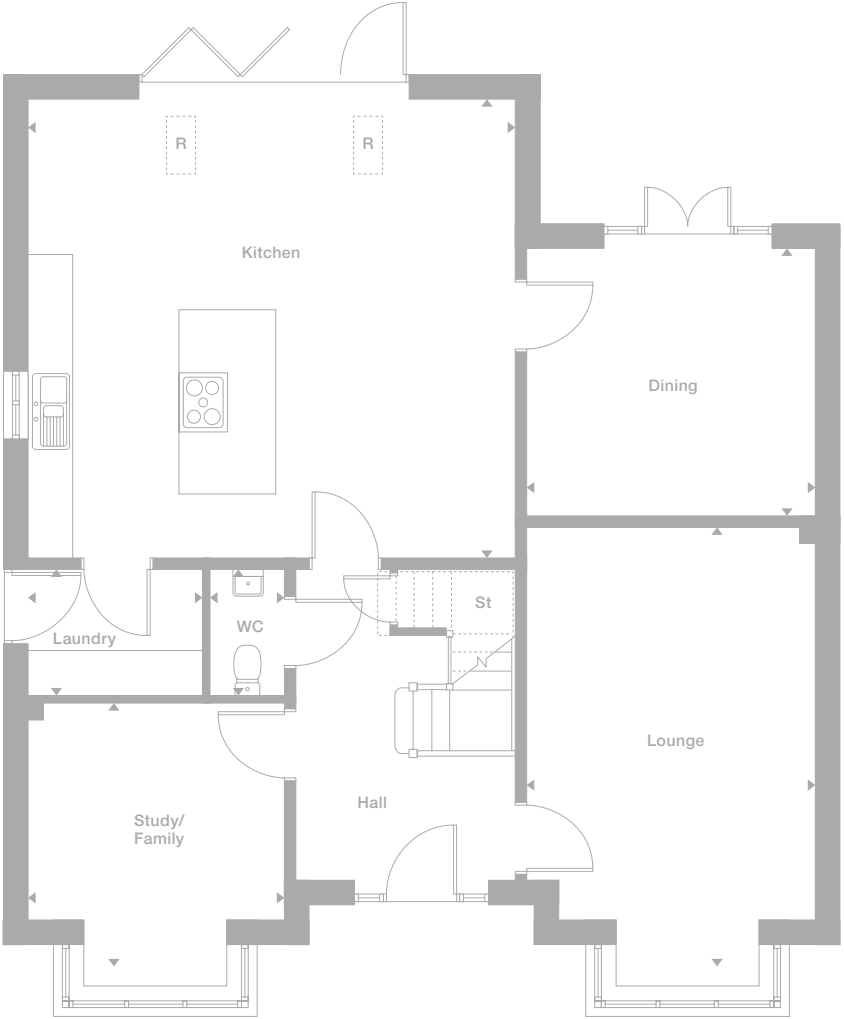 R
R
Kitchen
Dining
St
WC
Laundry
Lounge
Hall
Study/
Family